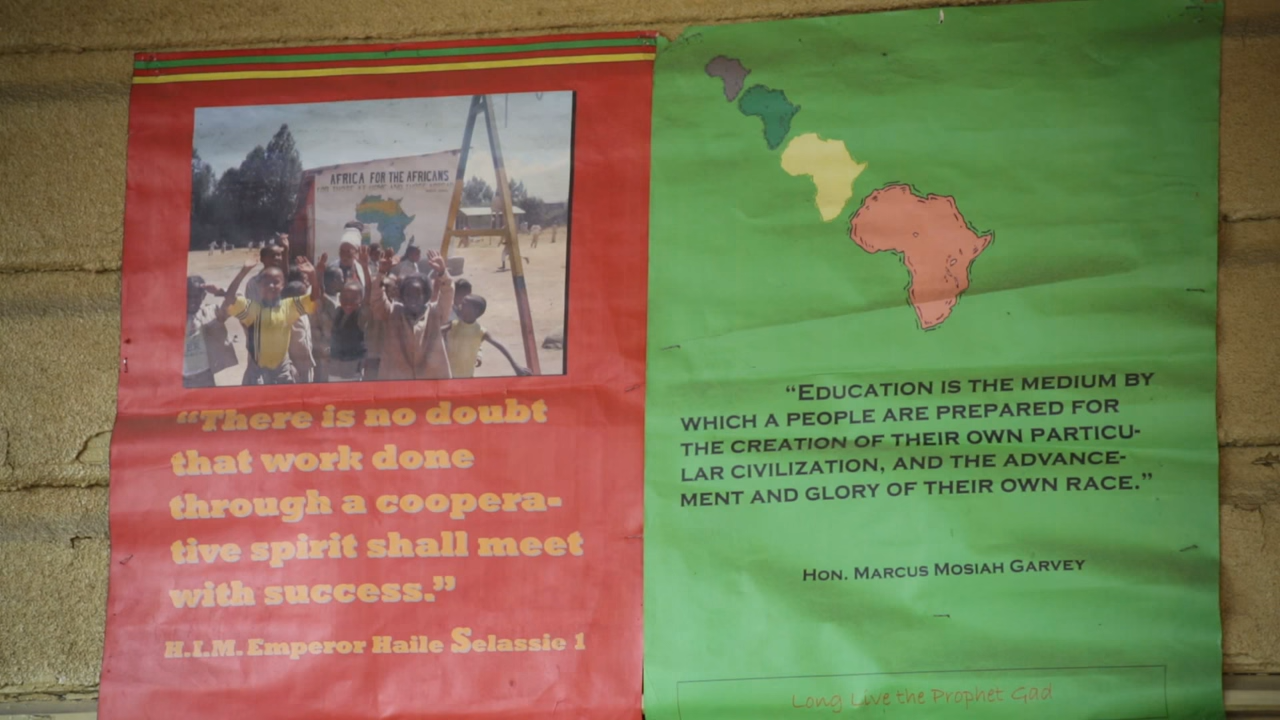 AFRICA FOR THE AFRICANS
“There is no doubt
that work done
through a coopera-
tive spirit shall meet
with success.”
H.I.M. Emperor Haile Selassie 1
“EDUCATION IS THE MEDIUM BY
WHICH A PEOPLE ARE PREPARED FOR
THE CREATION OF THEIR OWN PARTICU-
LAR CIVILIZATION, AND THE ADVANCE-
MENT AND GLORY OF THEIR OWN RACE.”
HON. MARCUS MOSIAH GARVEY
Long Live the Prophet Gad